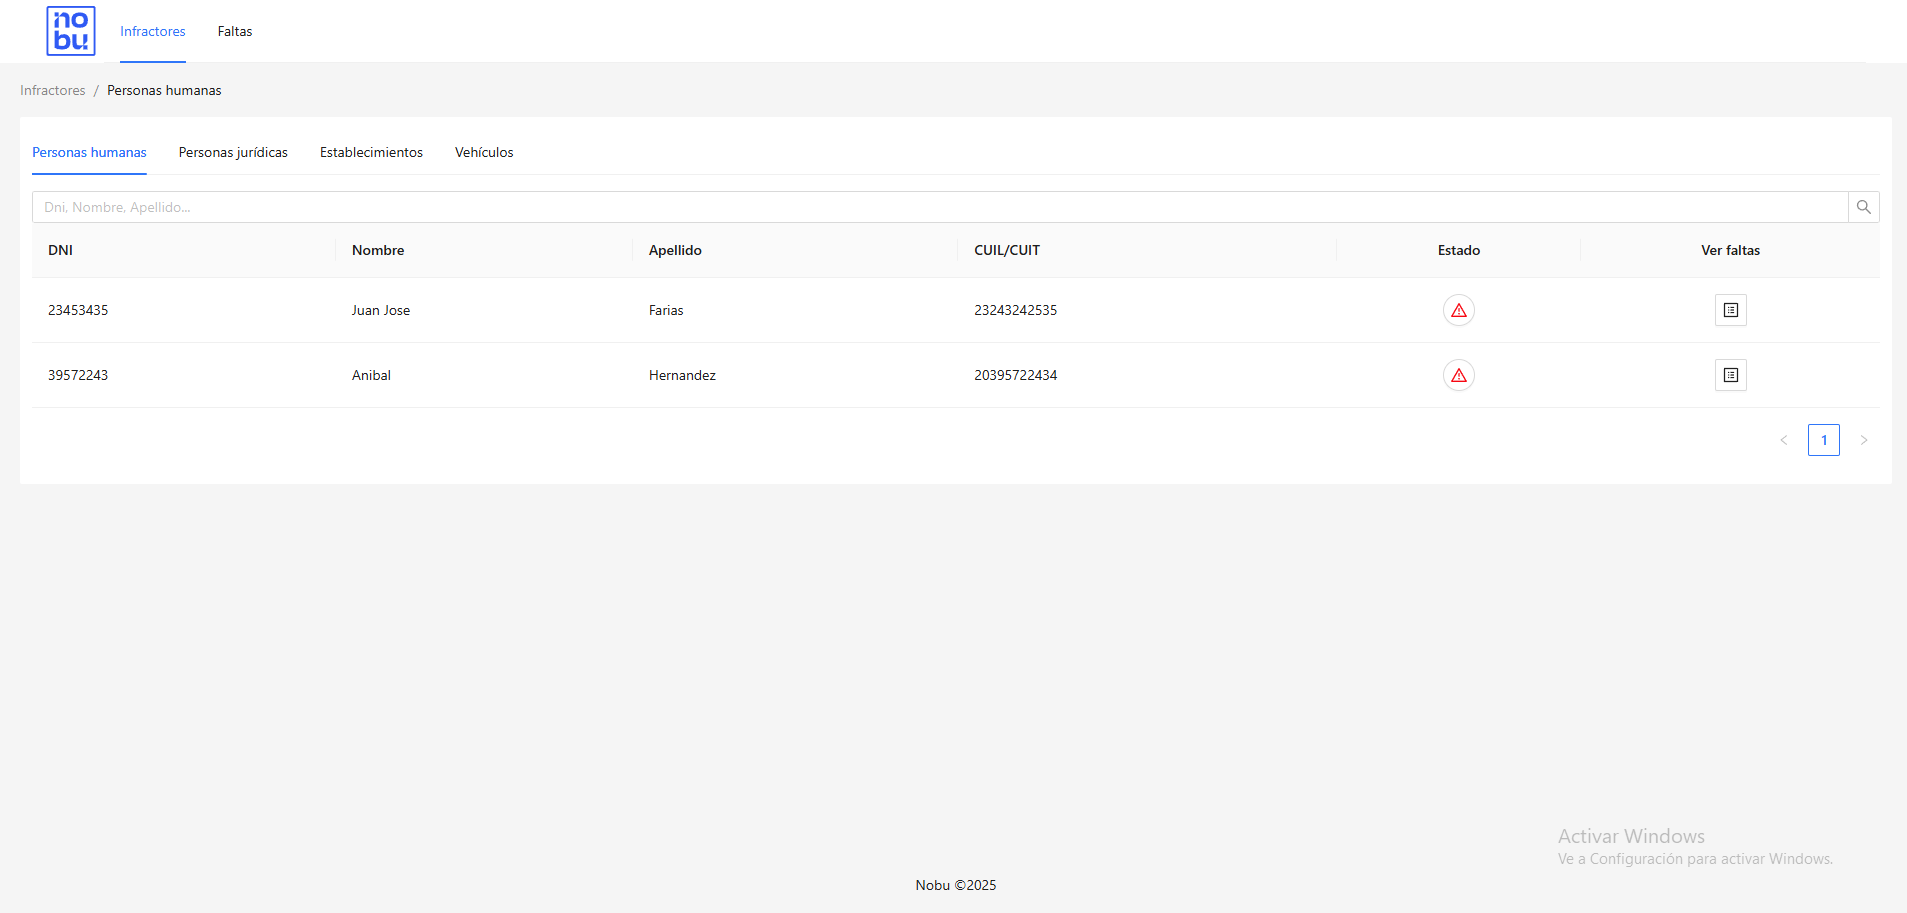 no
bu
Infractores Faltas
Infractores / Personas humanas
Personas humanas Personas jurídicas Establecimientos Vehículos
Dni, Nombre, Apellido...
DNI Nombre Apellido CUIL/CUIT Estado Ver faltas
23453435 Juan Jose Farias 23243242535
39572243 Anibal Hernandez 20395722434
< 1 >
Activar Windows
Ve a Configuración para activar Windows.
Nobu ©2025